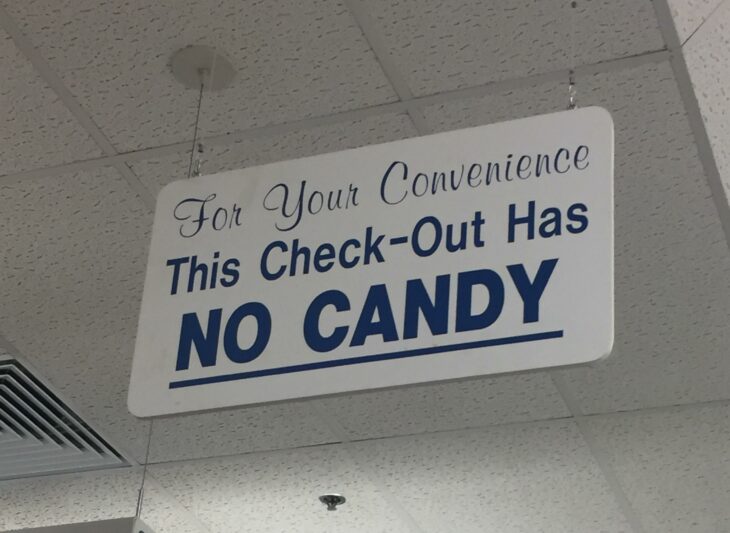 For Your Convenience
This Check-Out Has
NO CANDY